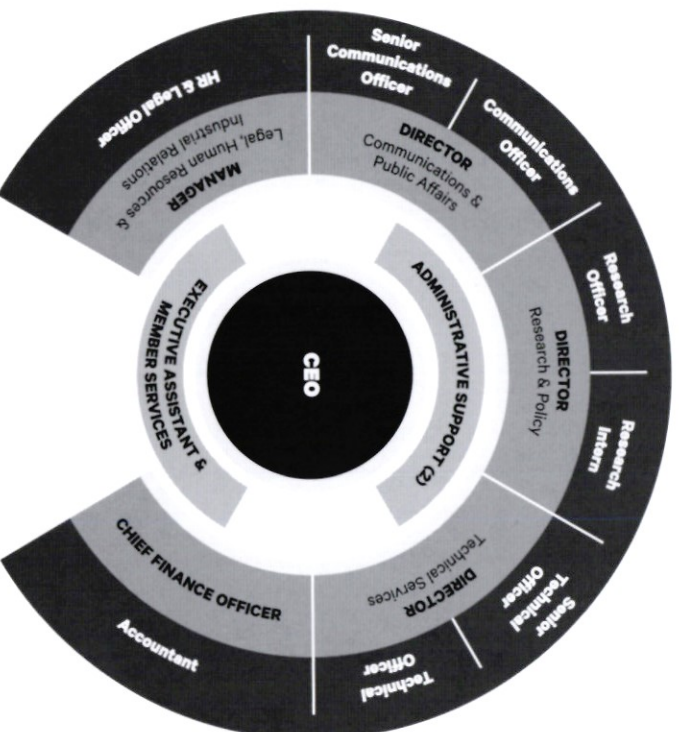 CEO
EXECUTIVE ASSISTANT &
MEMBER SERVICES
ADMINISTRATIVE SUPPORT (2)
MANAGER
Legal, Human Resources &
Industrial Relations
HR & Legal Officer
DIRECTOR
Communications &
Public Affairs
Senior
Communications
Officer
Communications
Officer
DIRECTOR
Research & Policy
Research
Officer
Research
Intern
DIRECTOR
Technical Services
Senior
Technical
Officer
Technical
Officer
CHIEF FINANCE OFFICER
Accountant